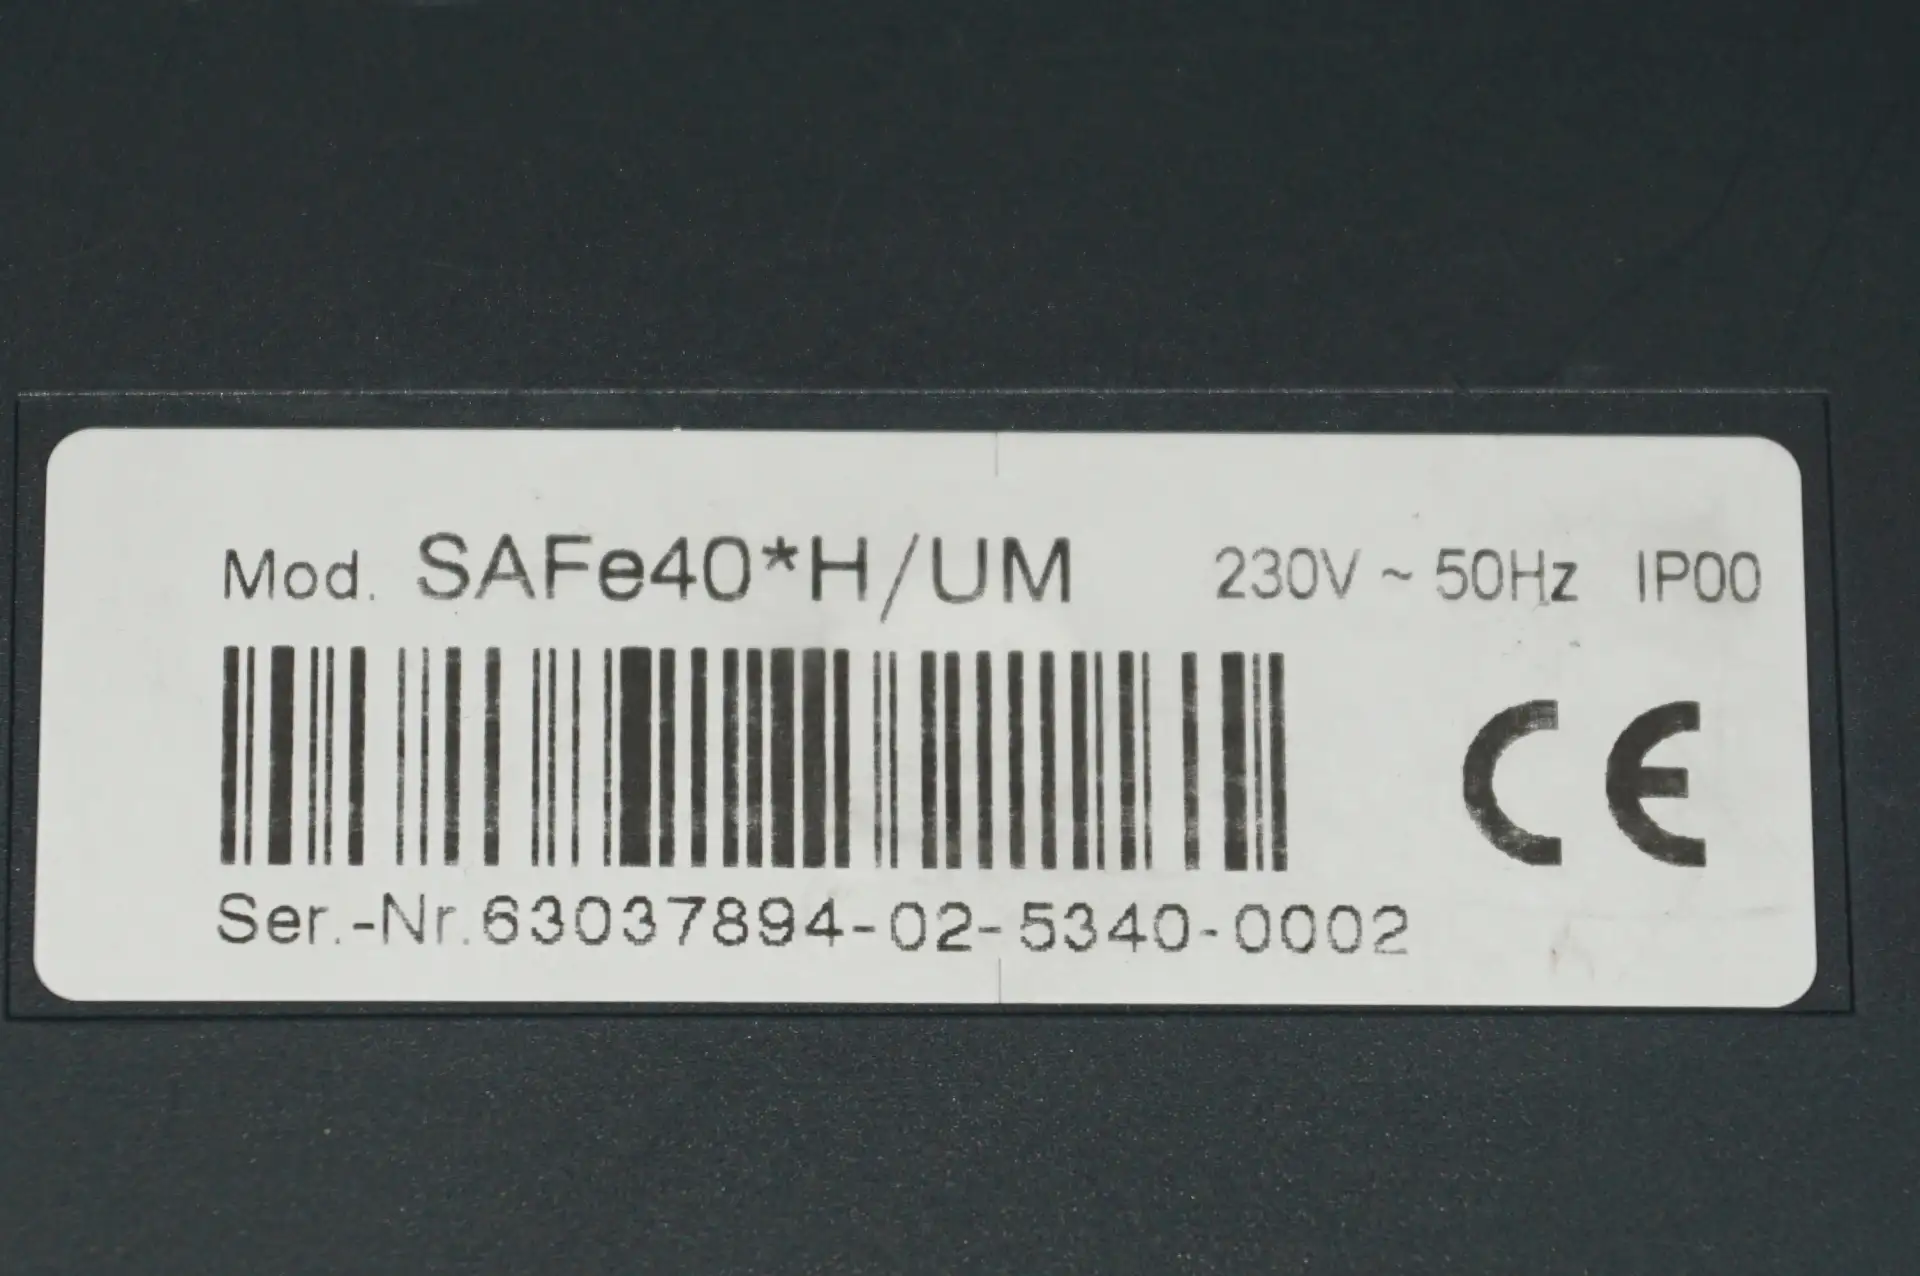 Mod. SAFe40*H/UM 230V ~ 50Hz IP00
CE
Ser.-Nr.63037894-02-5340-0002